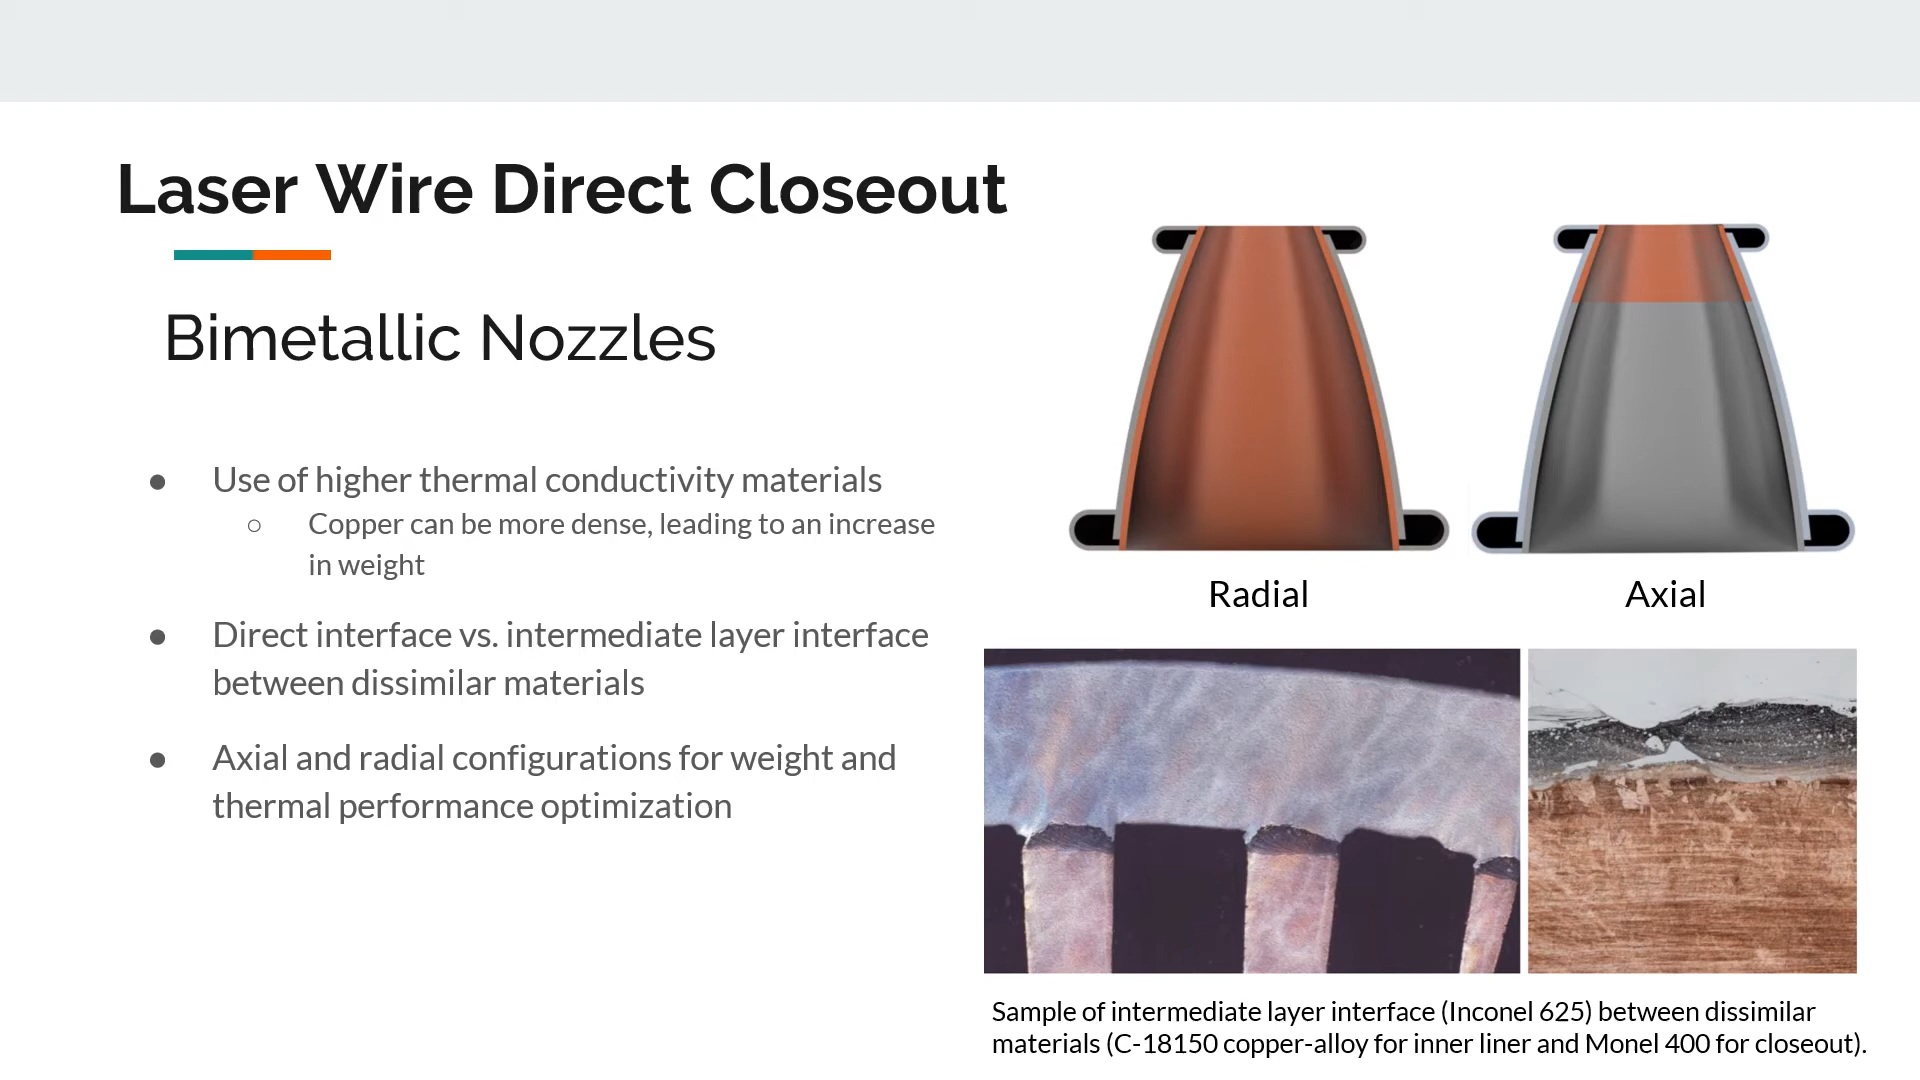 Laser Wire Direct Closeout
Bimetallic Nozzles
● Use of higher thermal conductivity materials
○ Copper can be more dense, leading to an increase
in weight
● Direct interface vs. intermediate layer interface
between dissimilar materials
● Axial and radial configurations for weight and
thermal performance optimization
Radial
Axial
Sample of intermediate layer interface (Inconel 625) between dissimilar
materials (C-18150 copper-alloy for inner liner and Monel 400 for closeout).